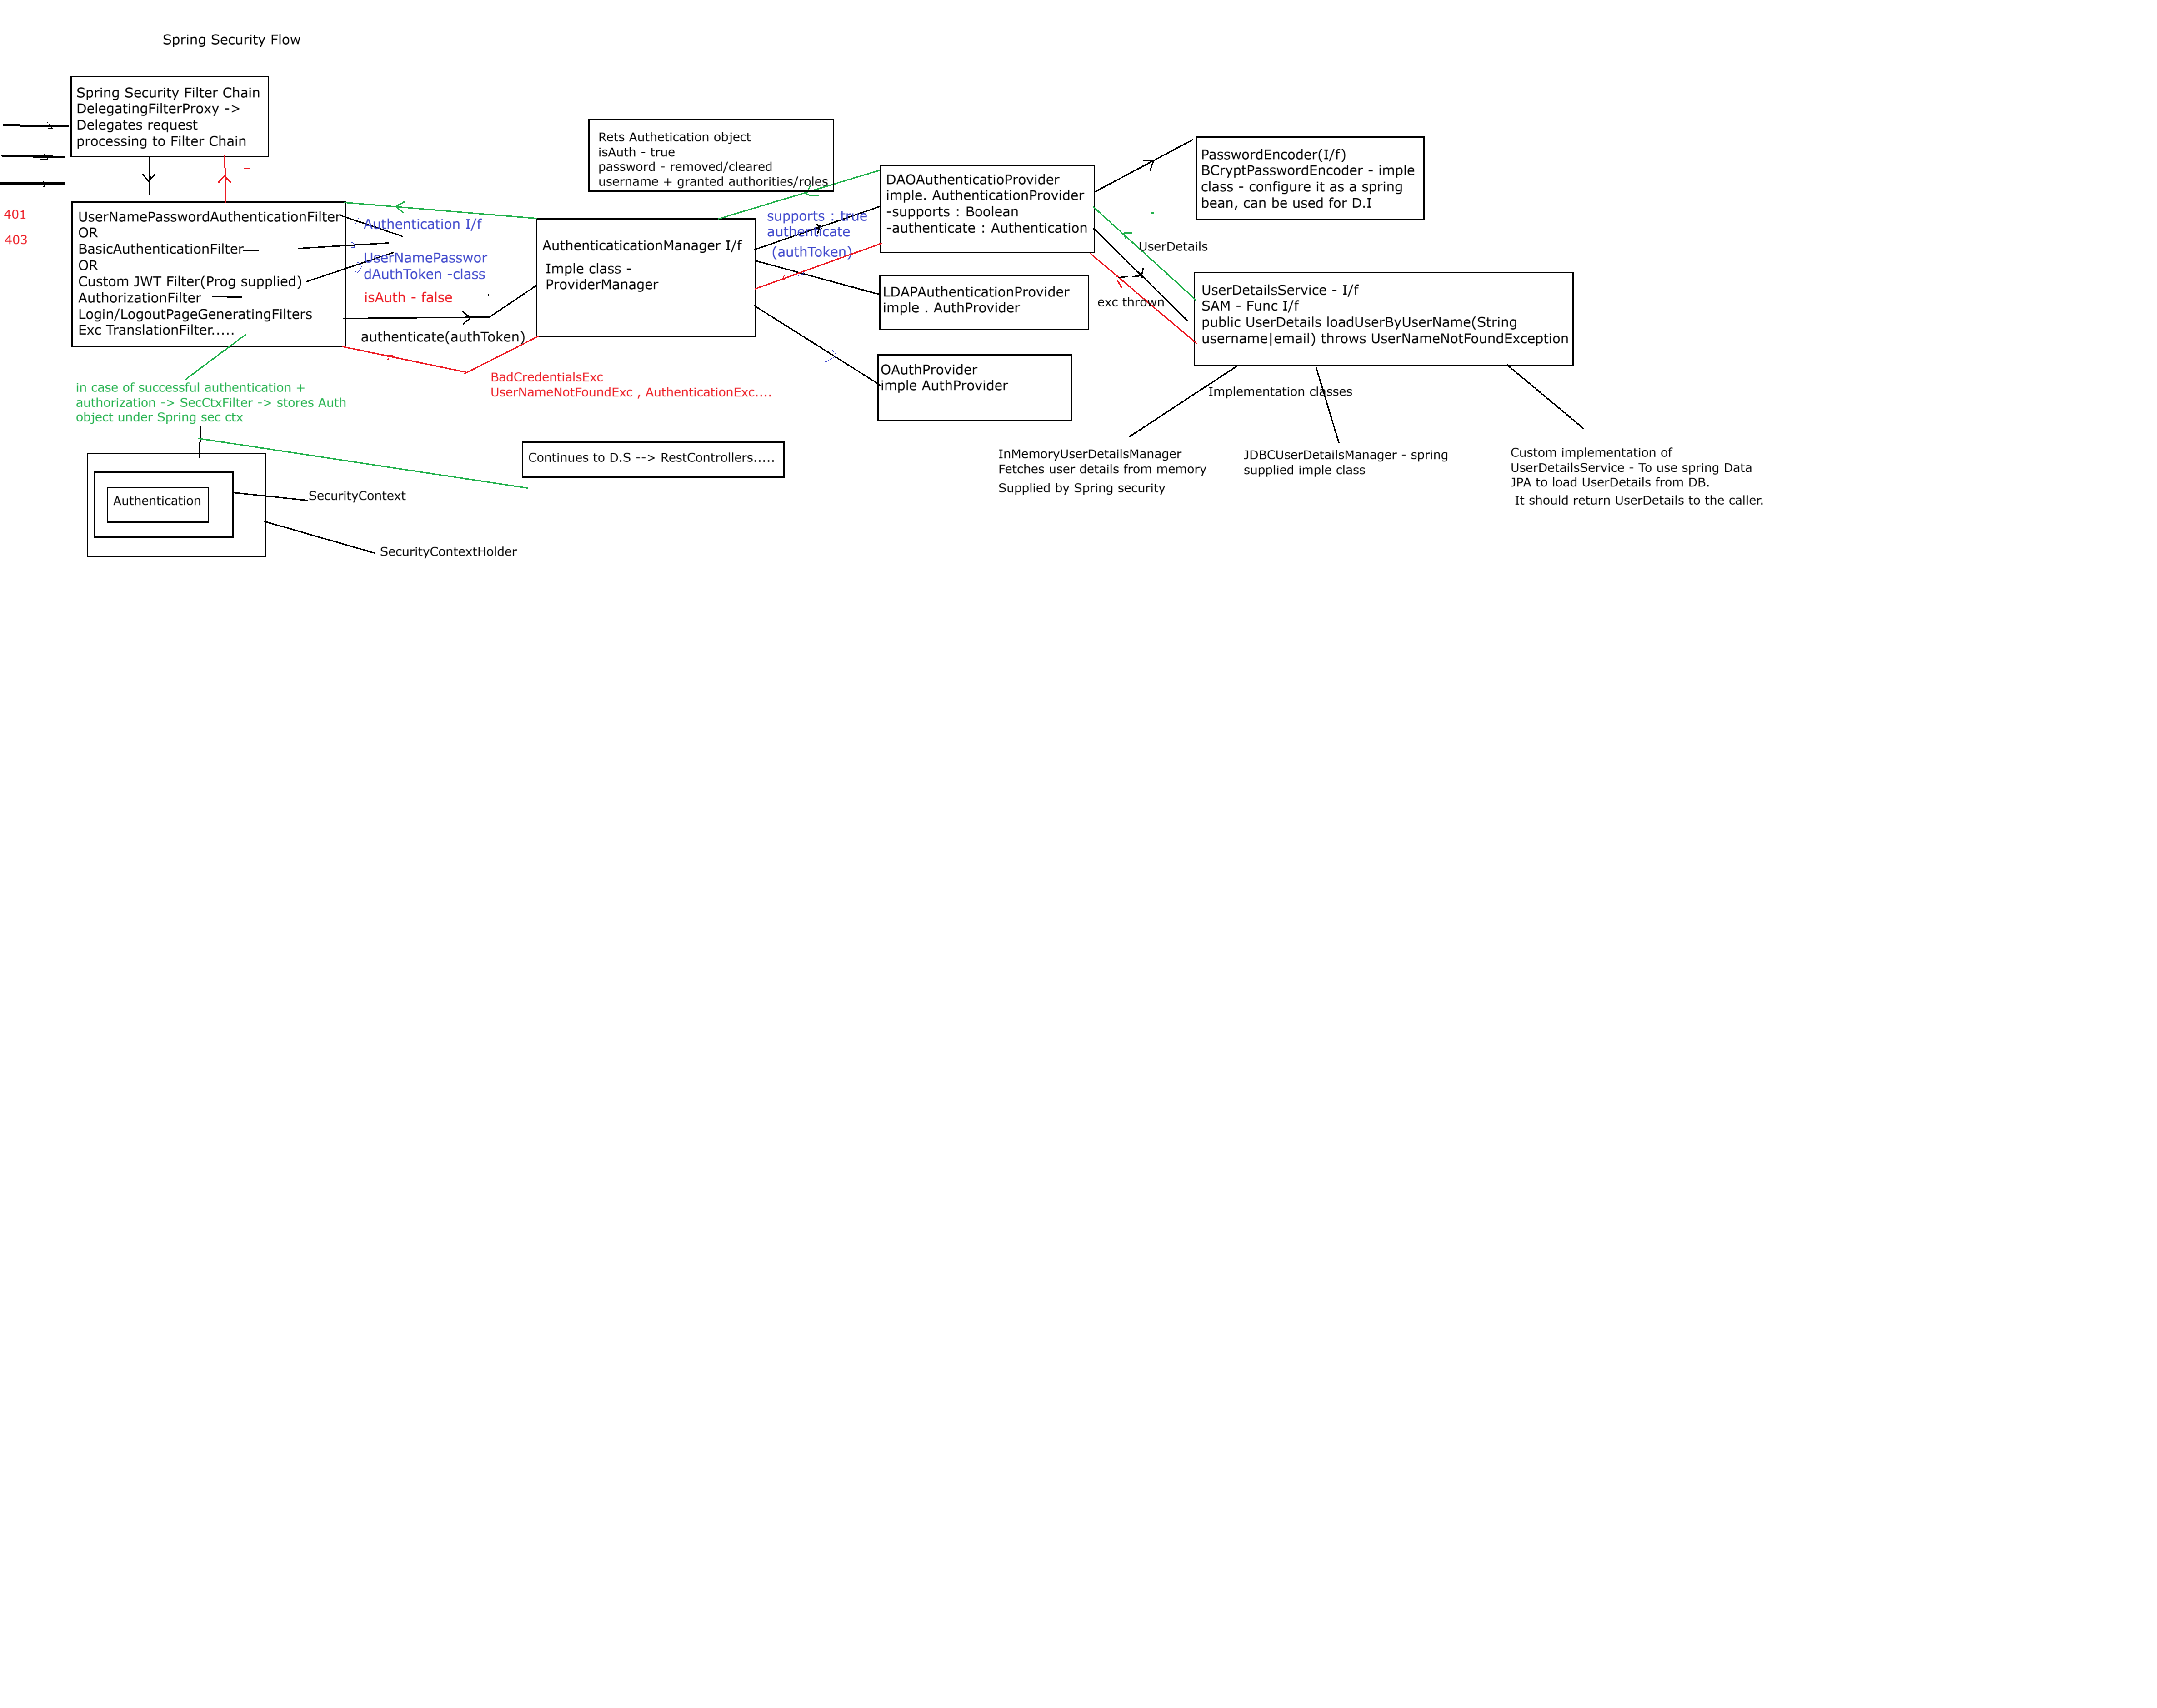 Spring Security Flow
Spring Security Filter Chain
DelegatingFilterProxy ->
Delegates request
processing to Filter Chain
401
403
UserNamePasswordAuthenticationFilter
OR
BasicAuthenticationFilter
OR
Custom JWT Filter(Prog supplied)
AuthorizationFilter
Login/LogoutPageGeneratingFilters
Exc TranslationFilter.....
Authentication I/f
UserNamePasswor
dAuthToken -class
isAuth - false
authenticate(authToken)
BadCredentialsExc
UserNameNotFoundExc , AuthenticationExc....
Rets Authetication object
isAuth - true
password - removed/cleared
username + granted authorities/roles
AuthenticaticationManager I/f
Imple class -
ProviderManager
supports : true
authenticate
(authToken)
DAOAuthenticatioProvider
imple. AuthenticationProvider
-supports : Boolean
-authenticate : Authentication
LDAPAuthenticationProvider
imple . AuthProvider
OAuthProvider
imple AuthProvider
PasswordEncoder(I/f)
BCryptPasswordEncoder - imple
class - configure it as a spring
bean, can be used for D.I
UserDetails
exc thrown
UserDetailsService - I/f
SAM - Func I/f
public UserDetails loadUserByUserName(String
username|email) throws UserNameNotFoundException
Implementation classes
InMemoryUserDetailsManager
Fetches user details from memory
Supplied by Spring security
JDBCUserDetailsManager - spring
supplied imple class
Custom implementation of
UserDetailsService - To use spring Data
JPA to load UserDetails from DB.
It should return UserDetails to the caller.
in case of successful authentication +
authorization -> SecCtxFilter -> stores Auth
object under Spring sec ctx
Continues to D.S --> RestControllers.....
Authentication
SecurityContext
SecurityContextHolder